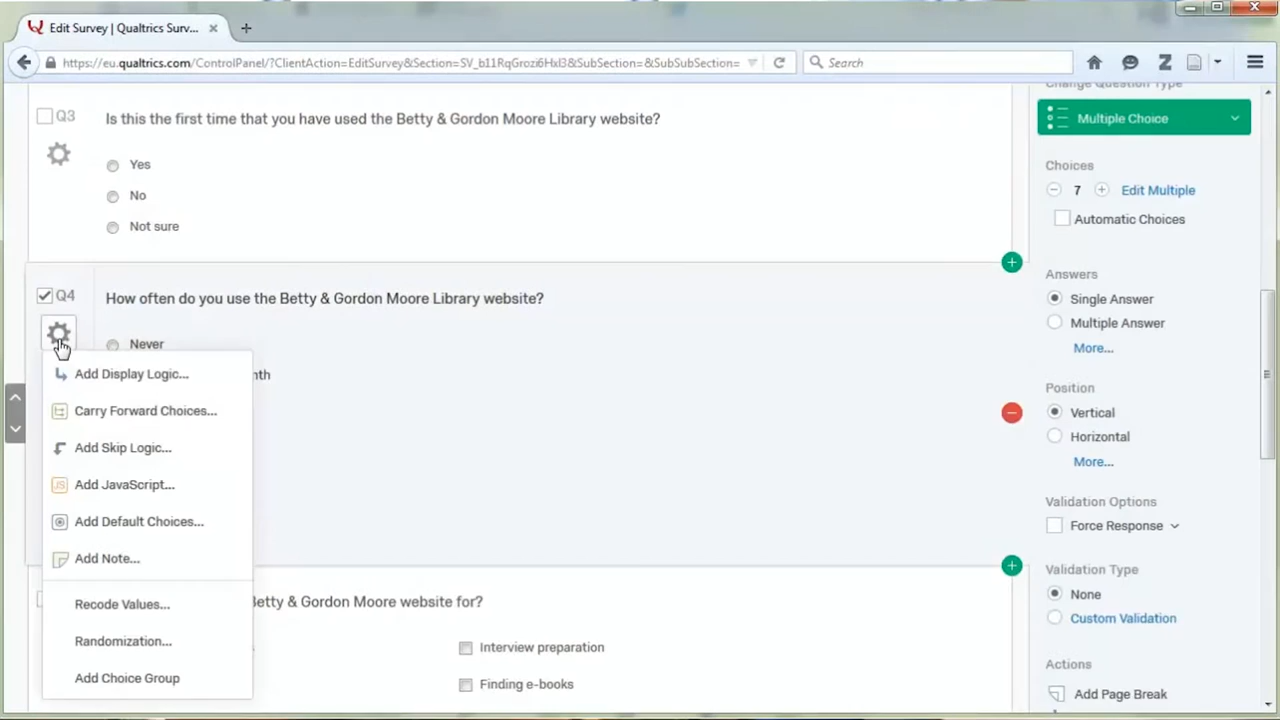 Edit Survey | Qualtrics Surv...
https://eu.qualtrics.com/ControlPanel/?ClientAction=EditSurvey&Section=
&SubSection=&SubSubSection=
Search
Change Question Type
Q3
Is this the first time that you have used the Betty & Gordon Moore Library website?
Yes
No
Not sure
Multiple Choice
Choices
7
Edit Multiple
Automatic Choices
Q4
How often do you use the Betty & Gordon Moore Library website?
Never
nth
Add Display Logic...
Carry Forward Choices...
Add Skip Logic...
JS Add JavaScript...
Add Default Choices...
Add Note...
Recode Values...
Randomization...
Add Choice Group
Answers
Single Answer
Multiple Answer
More...
Position
Vertical
Horizontal
More...
Validation Options
Force Response
Validation Type
None
Custom Validation
Actions
Add Page Break
Betty & Gordon Moore website for?
Interview preparation
Finding e-books